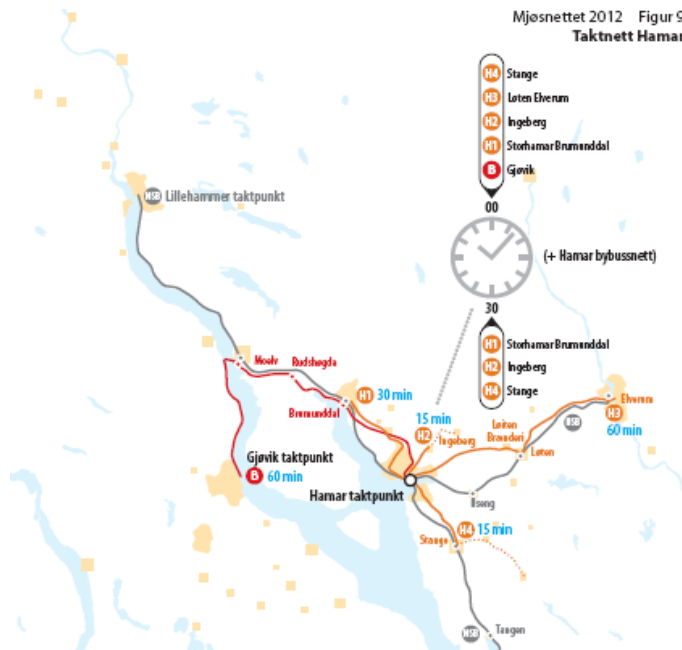 Mjøsnettet 2012 Figur 9
Taktnett Hamar
H4 Stange
H3 Løten Elverum
H2 Ingeberg
H1 Storhamar Brumunddal
B Gjøvik
00
(+ Hamar bybussnett)
30
H1 Storhamar Brumunddal
H2 Ingeberg
H4 Stange
NSB Lillehammer taktpunkt
Moelv
Rudshøgda
H1 30 min
Brumunddal
15 min
H2
Ingeberg
Løiten
Brænderi
Løten
NSB
Elverum
H3
60 min
Gjøvik taktpunkt
B 60 min
Hamar taktpunkt
Ilseng
H4 15 min
Stange
NSB Tangen